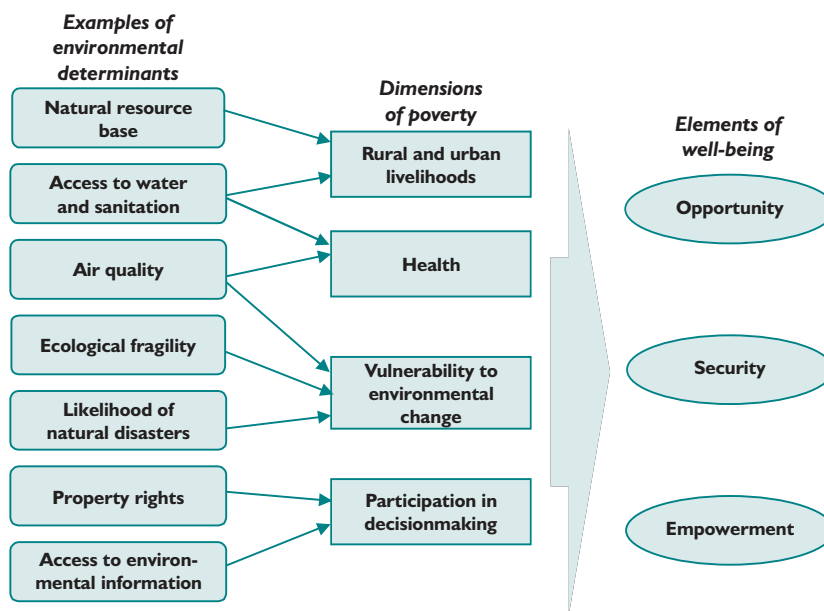 Examples of
environmental
determinants
Natural resource
base
Access to water
and sanitation
Air quality
Ecological fragility
Likelihood of
natural disasters
Property rights
Access to environ-
mental information
Dimensions
of poverty
Rural and urban
livelihoods
Health
Vulnerability to
environmental
change
Participation in
decisionmaking
Elements of
well-being
Opportunity
Security
Empowerment